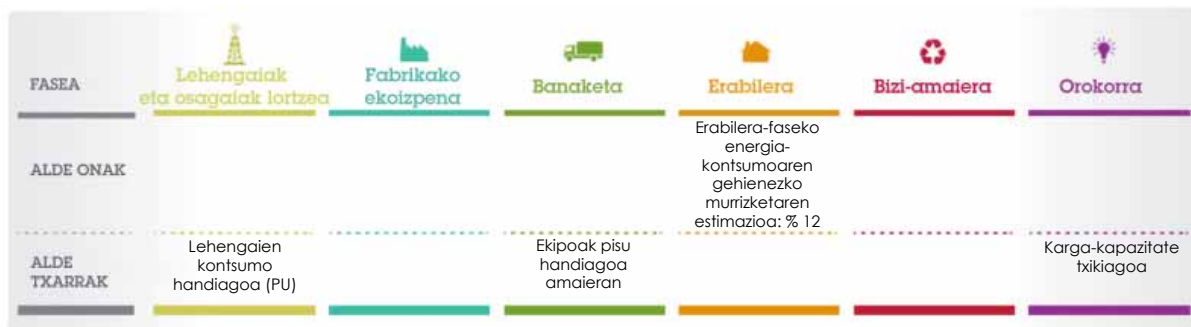 FASEA
Lehengaiak
eta osagaiak lortzea
Fabrikako
ekoizpena
Banaketa
Erabilera
Bizi-amaiera
Orokorra
ALDE ONAK
Erabilera-faseko
energia-
kontsumoaren
gehienezko
murrizketaren
estimazioa: % 12
ALDE
TXARRAK
Lehengaien
kontsumo
handiagoa (PU)
Ekipoak pisu
handiagoa
amaieran
Karga-kapazitate
txikiagoa